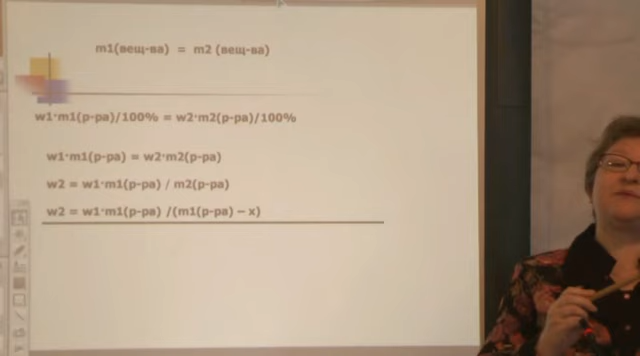 m1(вещ-ва) = m2 (вещ-ва)
w1·m1(р-ра)/100% = w2·m2(р-ра)/100%
w1·m1(р-ра) = w2·m2(р-ра)
w2 = w1·m1(р-ра) / m2(р-ра)
w2 = w1·m1(р-ра) /(m1(р-ра) – x)